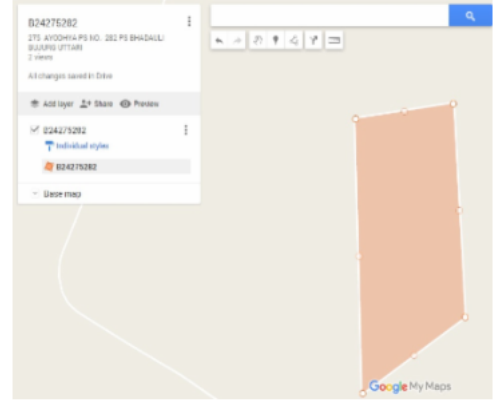 B24275282
275 AYODHYA PS NO. 282 PS BHADAULI
BUJURG UTTARI
2 views
All changes saved in Drive
Add layer Share Preview
B24275282
Individual styles
B24275282
Base map
Google My Maps